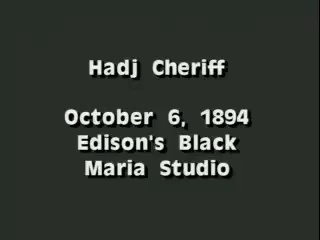 Hadj Cheriff
October 6, 1894
Edison's Black
Maria Studio